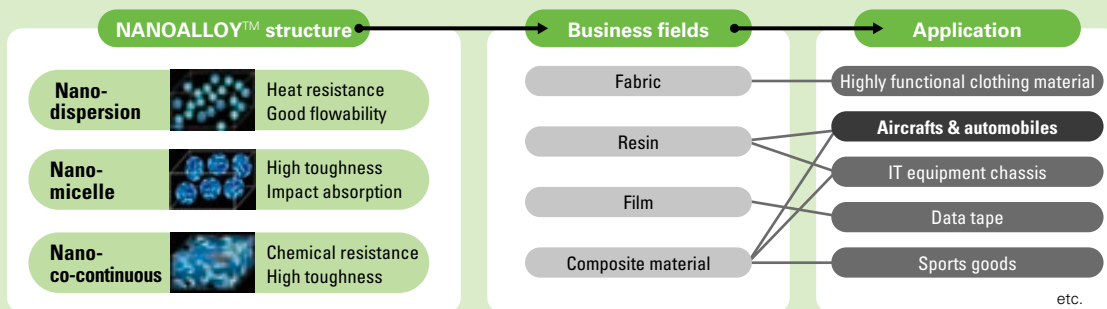 NANOALLOY™ structure
Business fields
Application
Nano-
dispersion
Heat resistance
Good flowability
Nano-
micelle
High toughness
Impact absorption
Nano-
co-continuous
Chemical resistance
High toughness
Fabric
Resin
Film
Composite material
Highly functional clothing material
Aircrafts & automobiles
IT equipment chassis
Data tape
Sports goods
etc.